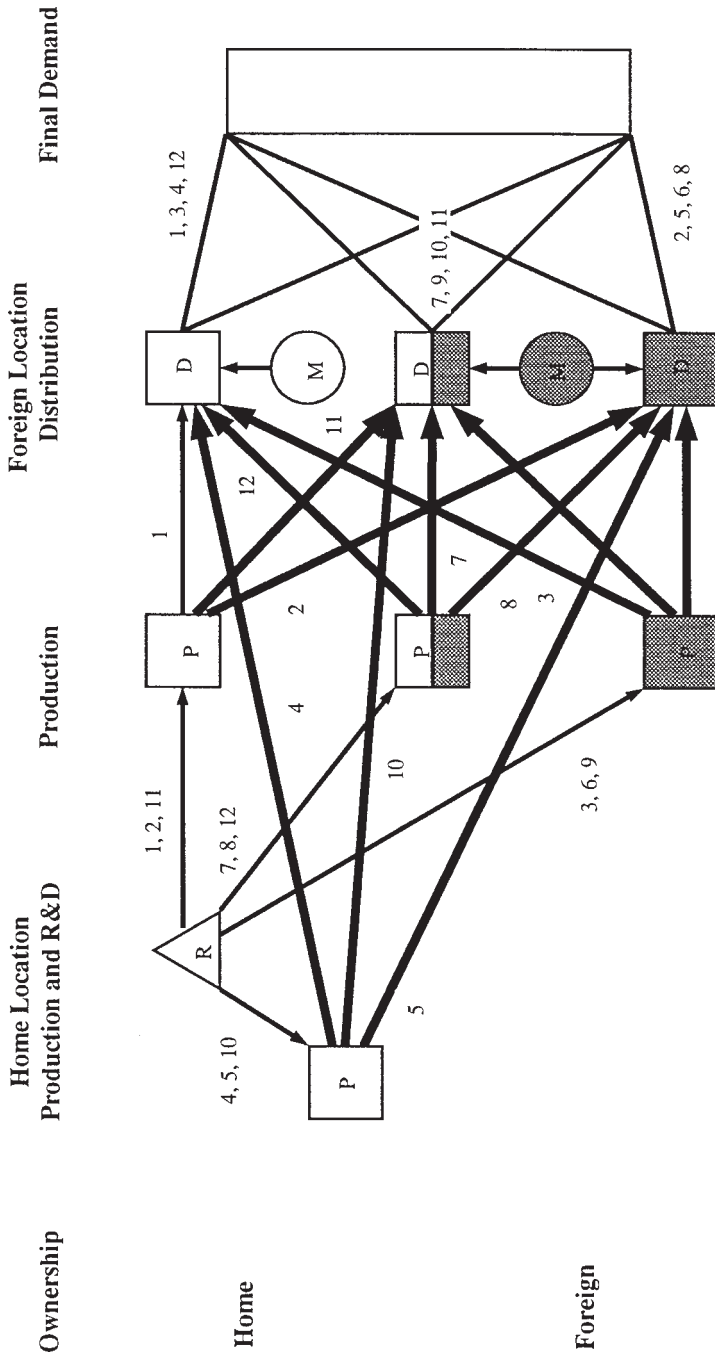 Home Location
Production and R&D
Foreign Location
Distribution
Ownership
Production
Final Demand
1, 2, 11
1
1, 3, 4, 12
P
D
R
Home
4, 5, 10
7, 8, 12
12
4
2
M
11
P
10
5
P
D
7, 9, 10, 11
7
8
3
M
Foreign
3, 6, 9
P
D
2, 5, 6, 8